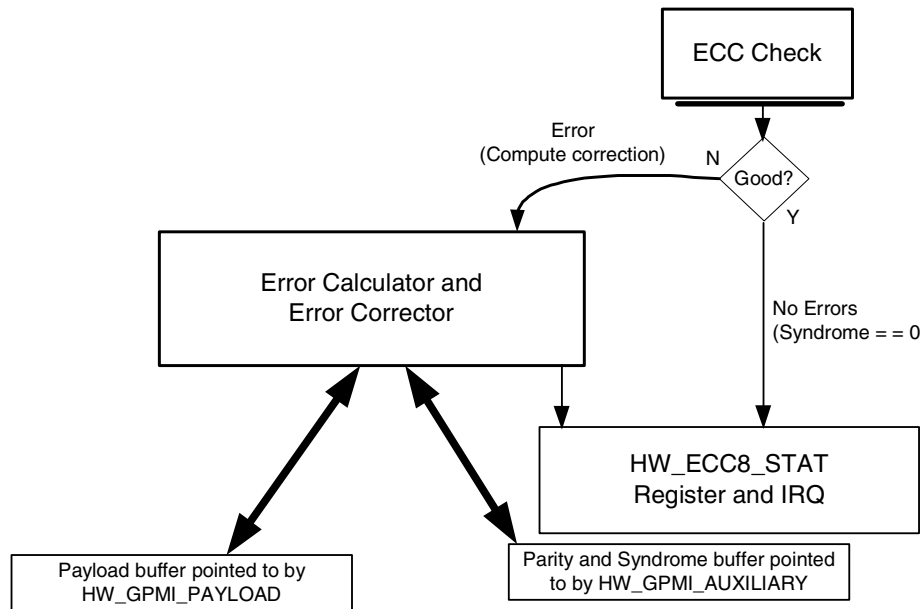 ECC Check
Error
(Compute correction)
N
Good?
Y
Error Calculator and
Error Corrector
No Errors
(Syndrome = = 0
HW_ECC8_STAT
Register and IRQ
Payload buffer pointed to by
HW_GPMI_PAYLOAD
Parity and Syndrome buffer pointed
to by HW_GPMI_AUXILIARY